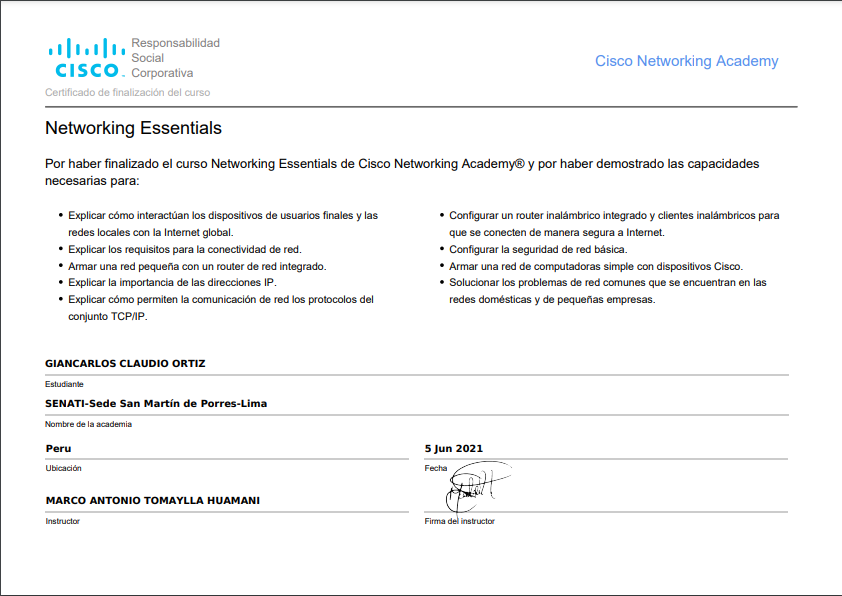 CISCO
Responsabilidad
Social
Corporativa
Cisco Networking Academy
Certificado de finalización del curso
Networking Essentials
Por haber finalizado el curso Networking Essentials de Cisco Networking Academy® y por haber demostrado las capacidades
necesarias para:
• Explicar cómo interactúan los dispositivos de usuarios finales y las
redes locales con la Internet global.
• Explicar los requisitos para la conectividad de red.
• Armar una red pequeña con un router de red integrado.
• Explicar la importancia de las direcciones IP.
• Explicar cómo permiten la comunicación de red los protocolos del
conjunto TCP/IP.
• Configurar un router inalámbrico integrado y clientes inalámbricos para
que se conecten de manera segura a Internet.
• Configurar la seguridad de red básica.
• Armar una red de computadoras simple con dispositivos Cisco.
• Solucionar los problemas de red comunes que se encuentran en las
redes domésticas y de pequeñas empresas.
GIANCARLOS CLAUDIO ORTIZ
Estudiante
SENATI-Sede San Martín de Porres-Lima
Nombre de la academia
Peru
Ubicación
5 Jun 2021
Fecha
MARCO ANTONIO TOMAYLLA HUAMANI
Instructor
Firma del instructor